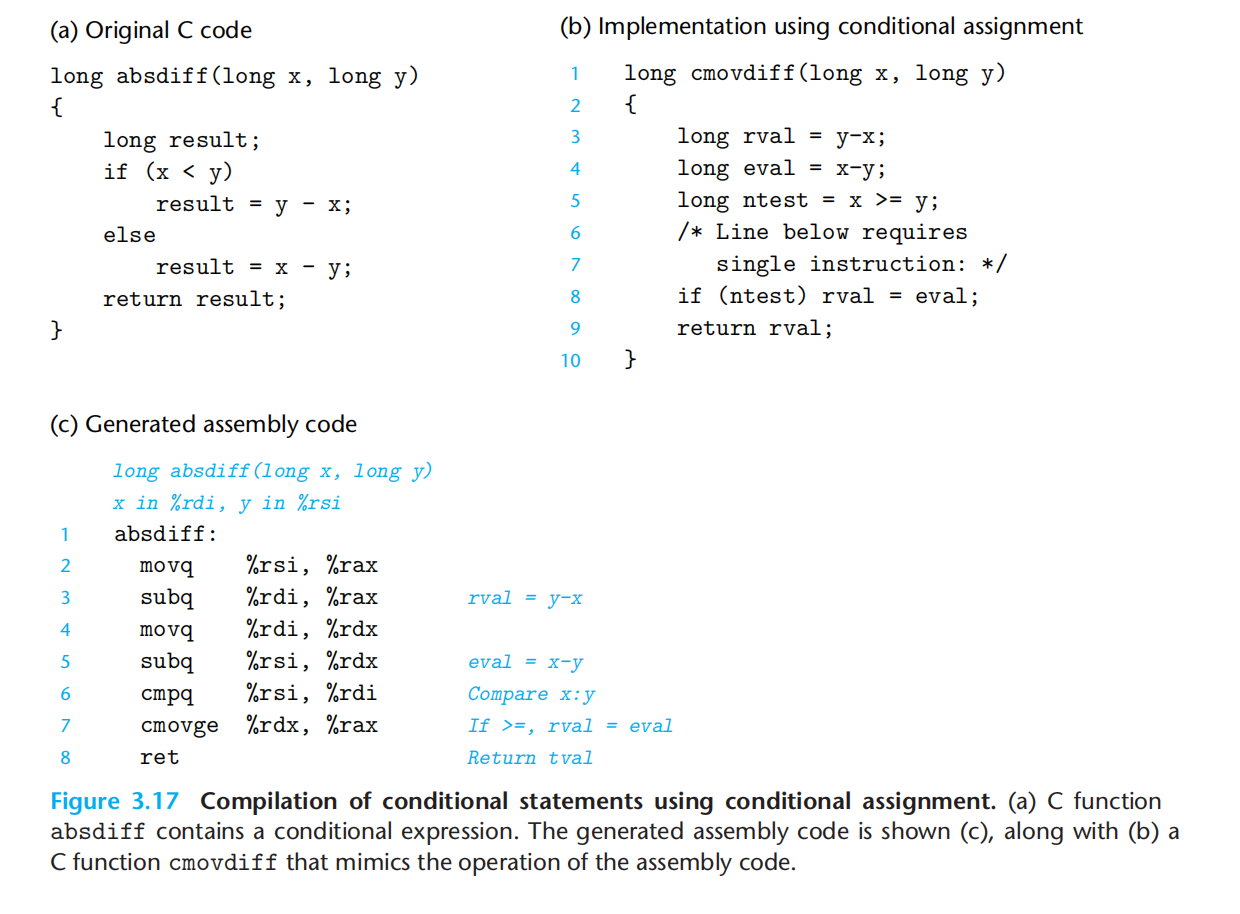 (a) Original C code
long absdiff(long x, long y)
{
    long result;
    if (x < y)
        result = y - x;
    else
        result = x - y;
    return result;
}
(b) Implementation using conditional assignment
1 long cmovdiff(long x, long y)
2 {
3     long rval = y-x;
4     long eval = x-y;
5     long ntest = x >= y;
6     /* Line below requires
7        single instruction: */
8     if (ntest) rval = eval;
9     return rval;
10 }
(c) Generated assembly code
long absdiff(long x, long y)
x in %rdi, y in %rsi
1 absdiff:
2   movq    %rsi, %rax
3   subq    %rdi, %rax    rval = y-x
4   movq    %rdi, %rdx
5   subq    %rsi, %rdx    eval = x-y
6   cmpq    %rsi, %rdi    Compare x:y
7   cmovge  %rdx, %rax    If >=, rval = eval
8   ret    Return tval
Figure 3.17 Compilation of conditional statements using conditional assignment. (a) C function
absdiff contains a conditional expression. The generated assembly code is shown (c), along with (b) a
C function cmovdiff that mimics the operation of the assembly code.